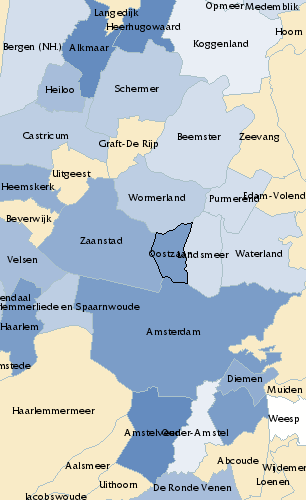 Langedijk
Opmeer
Medemblik
Heerhugowaard
Hoorn
Bergen (NH.)
Alkmaar
Koggenland
Heiloo
Schermer
Castricum
Graft-De Rijp
Beemster
Zeevang
Uitgeest
Heemskerk
Wormerland
Purmerend
Edam-Volend
Beverwijk
Zaanstad
Oostzaan
Landsmeer
Waterland
Velsen
endaal
emmerliede en Spaarnwoude
Haarlem
Amsterdam
mstede
Diemen
Muiden
Haarlemmermeer
Weesp
Amstelveen
Ouder-Amstel
Aalsmeer
Abcoude
Wijdemer
Uithoorn
De Ronde Venen
Loenen
Jacobswoude